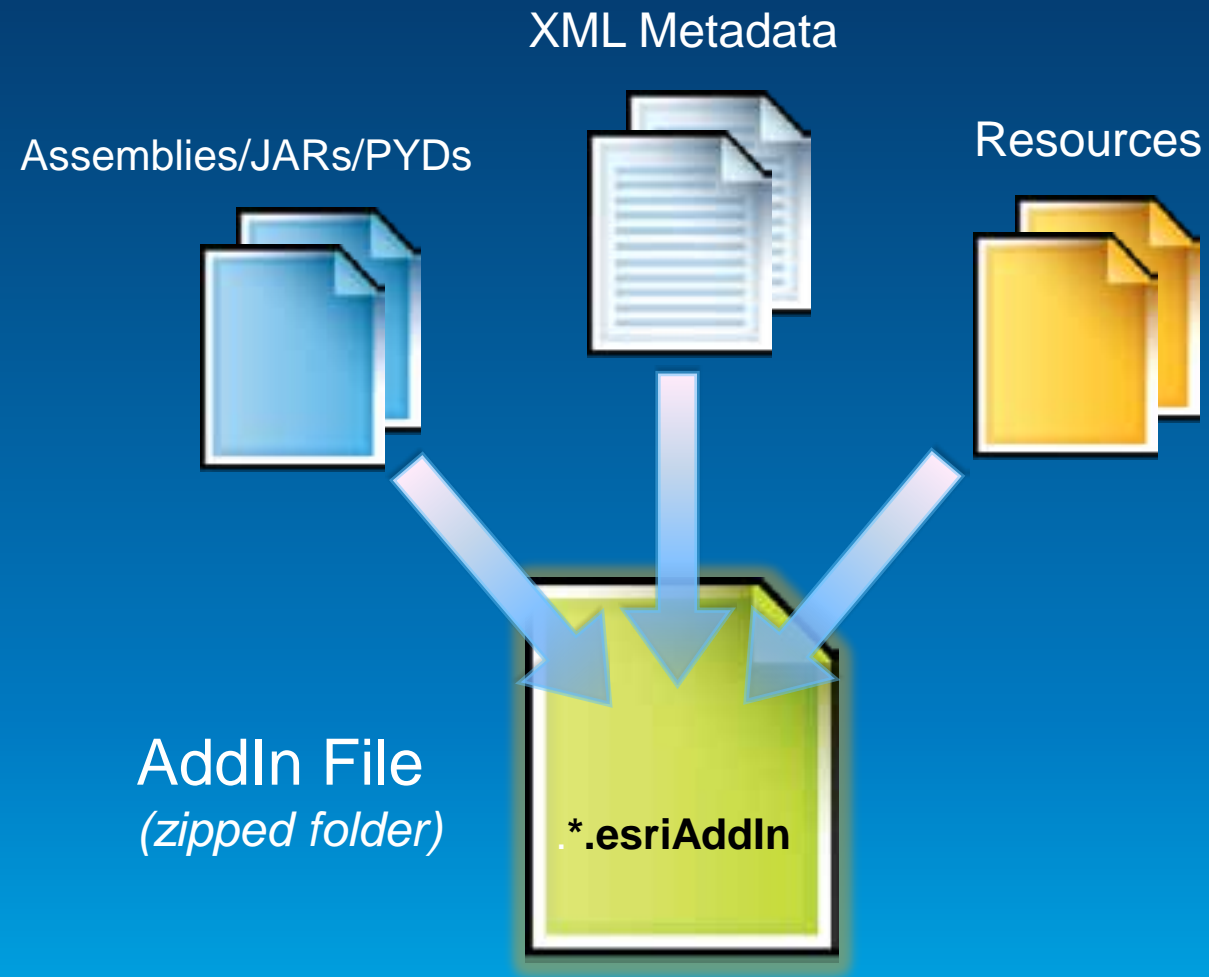 XML Metadata
Assemblies/JARs/PYDs
Resources
AddIn File
(zipped folder)
.*.esriAddIn